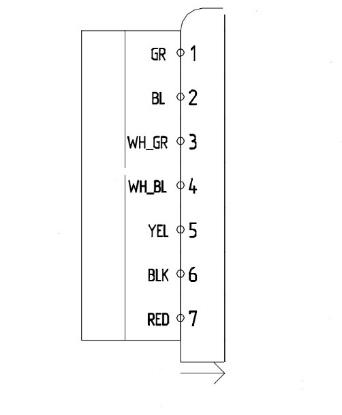 GR 1
BL 2
WH_GR 3
WH_BL 4
YEL 5
BLK 6
RED 7